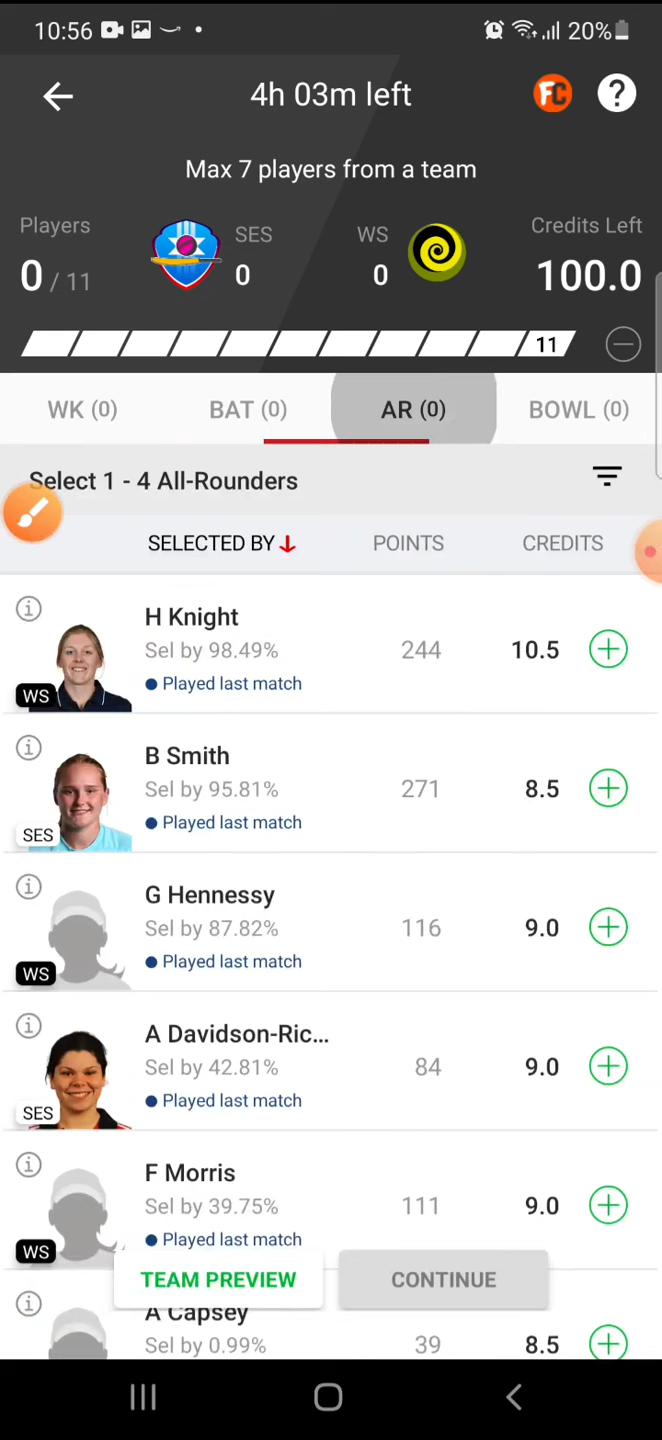 10:56 20%
4h 03m left FC ?
Max 7 players from a team
Players SES WS Credits Left
0 / 11 0 0 100.0
11
WK (0) BAT (0) AR (0) BOWL (0)
Select 1 - 4 All-Rounders
SELECTED BY POINTS CREDITS
H Knight
Sel by 98.49% 244 10.5
WS Played last match
B Smith
Sel by 95.81% 271 8.5
SES Played last match
G Hennessy
Sel by 87.82% 116 9.0
WS Played last match
A Davidson-Ric...
Sel by 42.81% 84 9.0
SES Played last match
F Morris
Sel by 39.75% 111 9.0
WS Played last match
TEAM PREVIEW CONTINUE
A Capsey
Sel by 0.99% 39 8.5